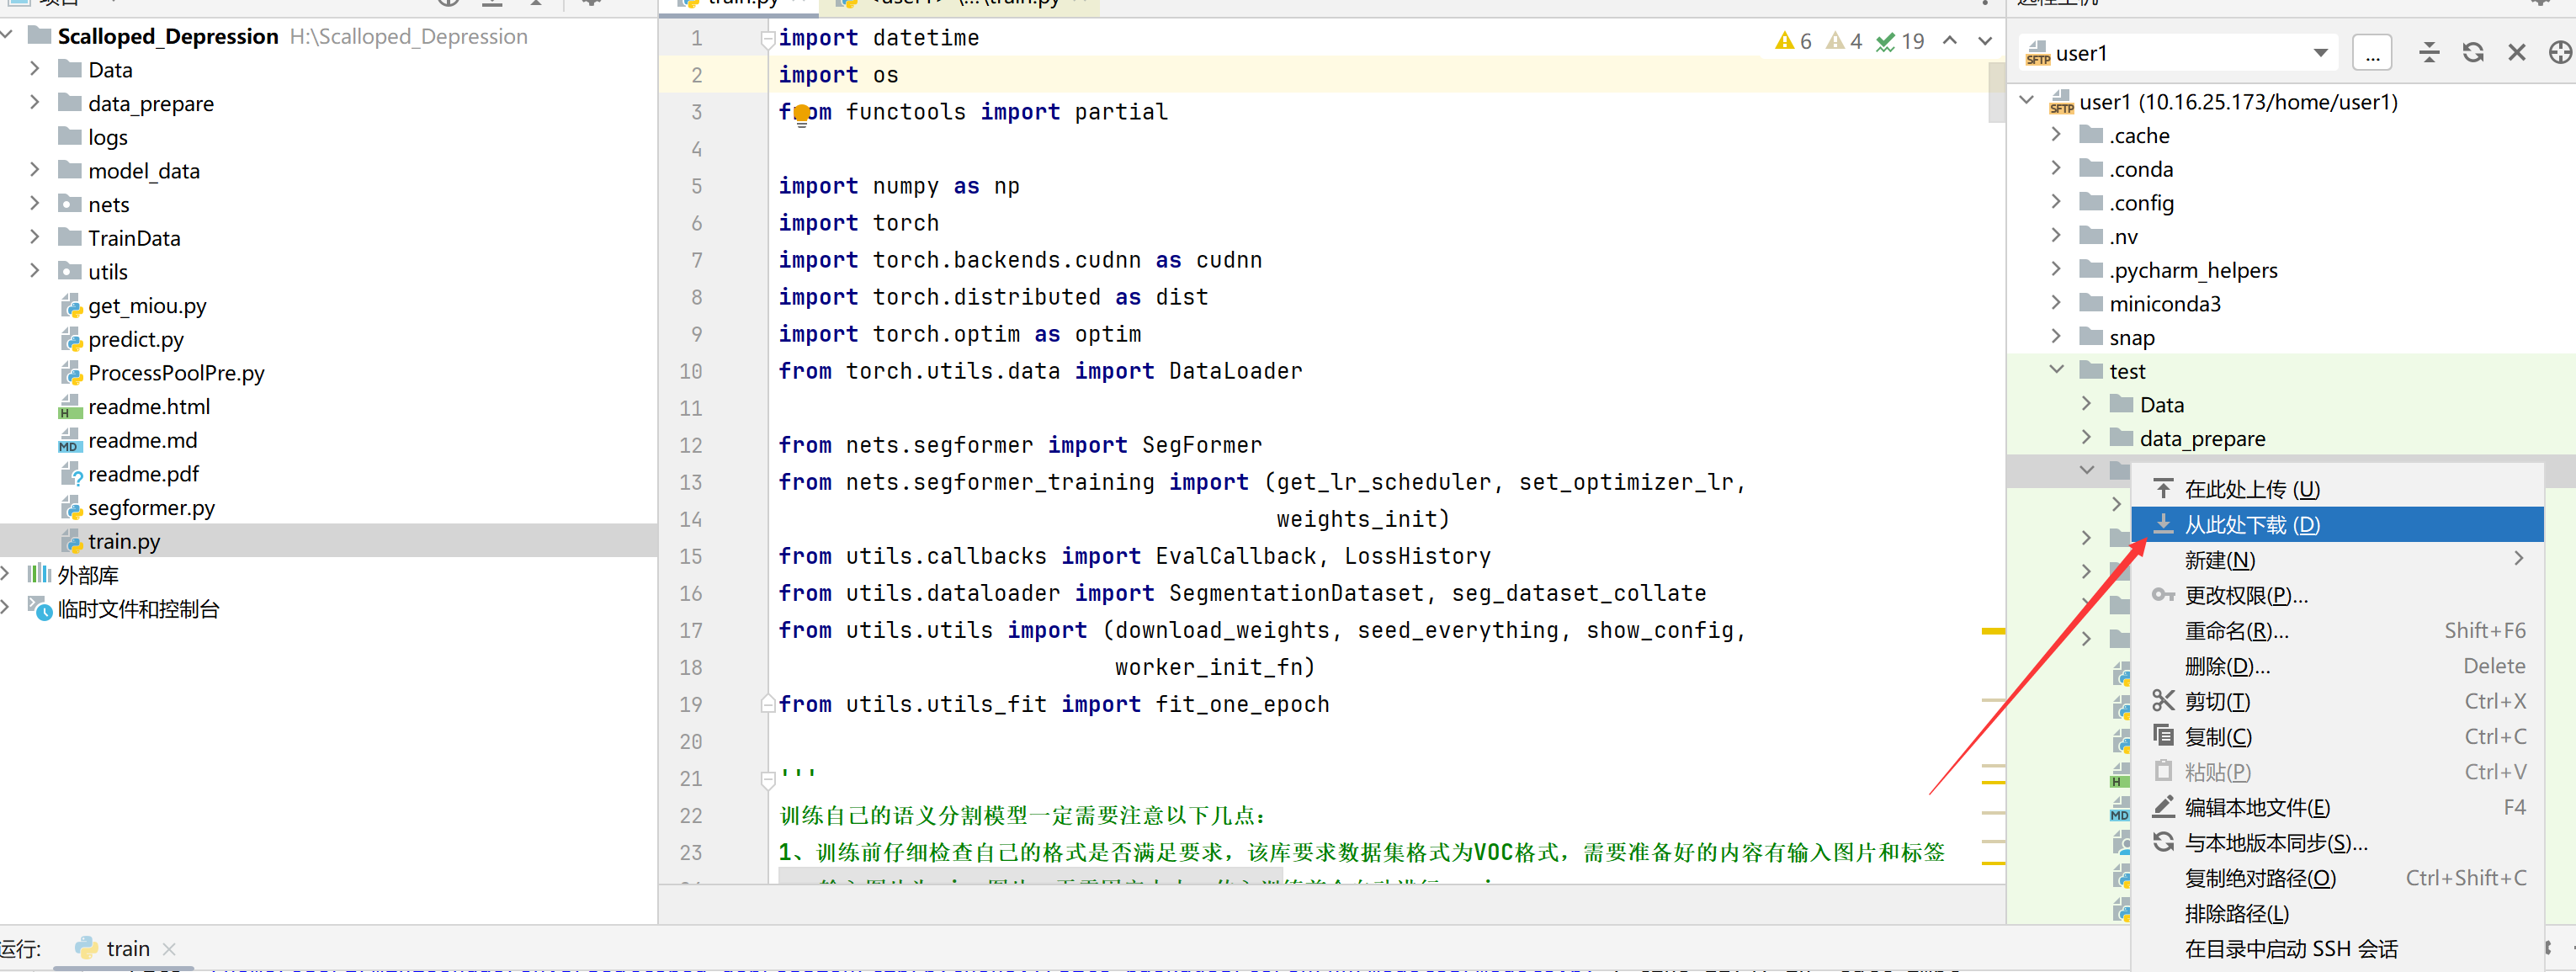 项目
Scalloped_Depression H:\Scalloped_Depression
Data
data_prepare
logs
model_data
nets
TrainData
utils
get_miou.py
predict.py
ProcessPoolPre.py
readme.html
readme.md
readme.pdf
segformer.py
train.py
外部库
临时文件和控制台
train.py <user1> \...\train.py
6 4 19
1 import datetime
2 import os
3 from functools import partial
4
5 import numpy as np
6 import torch
7 import torch.backends.cudnn as cudnn
8 import torch.distributed as dist
9 import torch.optim as optim
10 from torch.utils.data import DataLoader
11
12 from nets.segformer import SegFormer
13 from nets.segformer_training import (get_lr_scheduler, set_optimizer_lr,
14 weights_init)
15 from utils.callbacks import EvalCallback, LossHistory
16 from utils.dataloader import SegmentationDataset, seg_dataset_collate
17 from utils.utils import (download_weights, seed_everything, show_config,
18 worker_init_fn)
19 from utils.utils_fit import fit_one_epoch
20
21 '''
22 训练自己的语义分割模型一定需要注意以下几点：
23 1、训练前仔细检查自己的格式是否满足要求，该库要求数据集格式为VOC格式，需要准备好的内容有输入图片和标签
远程主机
SFTP user1 ...
SFTP user1 (10.16.25.173/home/user1)
.cache
.conda
.config
.nv
.pycharm_helpers
miniconda3
snap
test
Data
data_prepare
在此处上传 (U)
从此处下载 (D)
新建(N)
更改权限(P)...
重命名(R)... Shift+F6
删除(D)... Delete
剪切(T) Ctrl+X
复制(C) Ctrl+C
粘贴(P) Ctrl+V
编辑本地文件(E) F4
与本地版本同步(S)...
复制绝对路径(O) Ctrl+Shift+C
排除路径(L)
在目录中启动 SSH 会话
运行: train